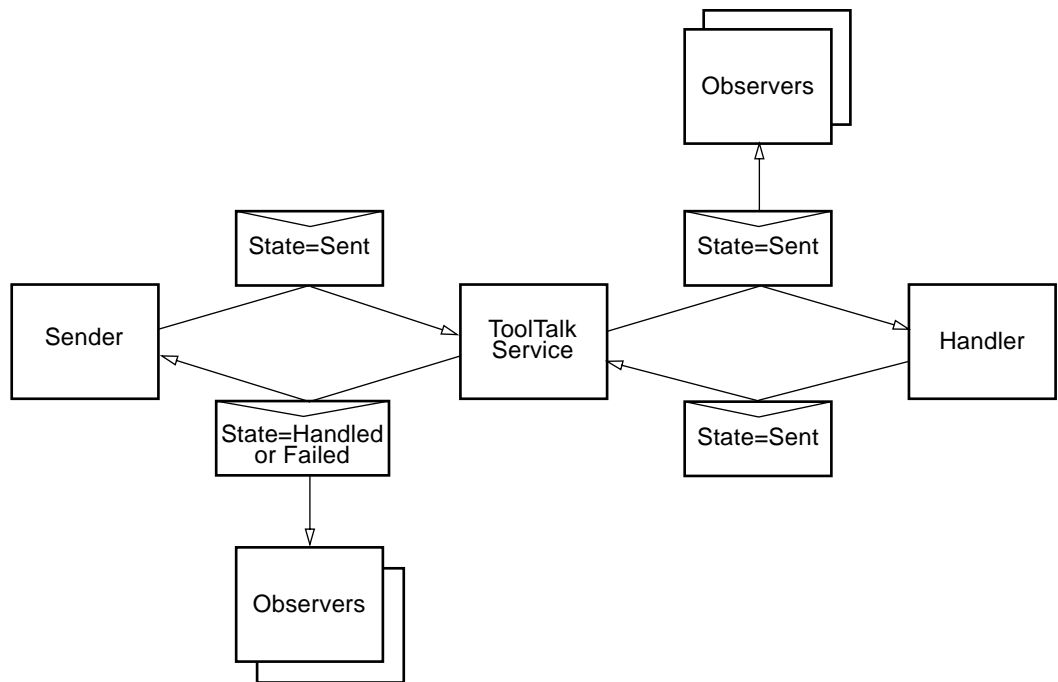 Observers
State=Sent
State=Sent
Sender
ToolTalk
Service
Handler
State=Handled
or Failed
State=Sent
Observers